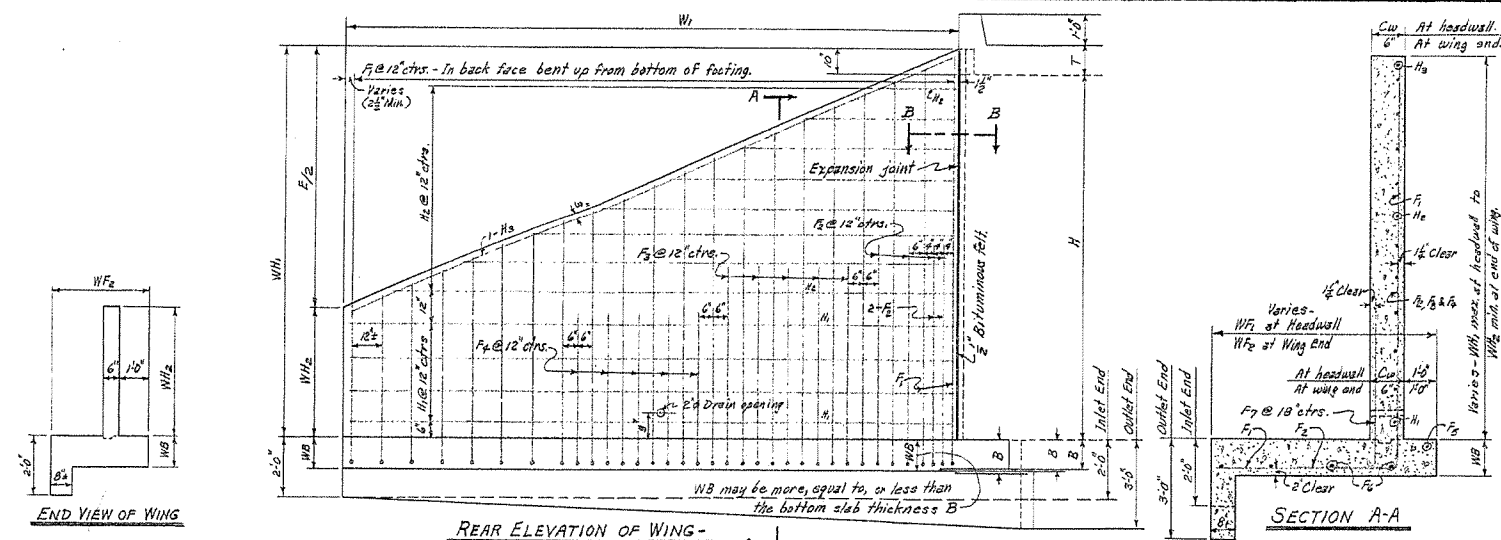 WF2
6"
1'-0"
WH2
WB
2'-0"
8"±
END VIEW OF WING
W1
F1 @ 12" ctrs. - In back face bent up from bottom of footing.
Varies
(2½" Min.)
10"
1'-0"
T
1½"
WH1
E/2
H2 @ 12" ctrs.
A
℄H2
B
B
Expansion joint
F2 @ 12" ctrs.
6" 4" 4" 4"
1-H3
F3 @ 12" ctrs.
H2
6" 6"
½" Bituminous felt.
H
12"
6" 6"
H1
2-F2
12"±
6" 6"
F4 @ 12" ctrs.
WH2
6" H1 @ 12" ctrs
F1
2"φ Drain opening
H1
WB
2'-0"
WB
B
B
B
Inlet End
2'-0"
Outlet End
3'-0"
WB may be more, equal to, or less than
the bottom slab thickness B
REAR ELEVATION OF WING-
Cw At headwall.
6" At wing end.
H3
F1
H2
1½" Clear
1½" Clear
F2, F3 & F4
Varies-
WF1 at Headwall
WF2 at Wing End
Varies - WH1 max. at headwall to
WH2 min. at end of wing.
At headwall Cw 1'-0"
At wing end 6" 1'-0"
F7 @ 18" ctrs.
H1
F1
F2
F5
WB
Outlet End
3'-0"
Inlet End
2'-0"
2" Clear
F6
8"
SECTION A-A